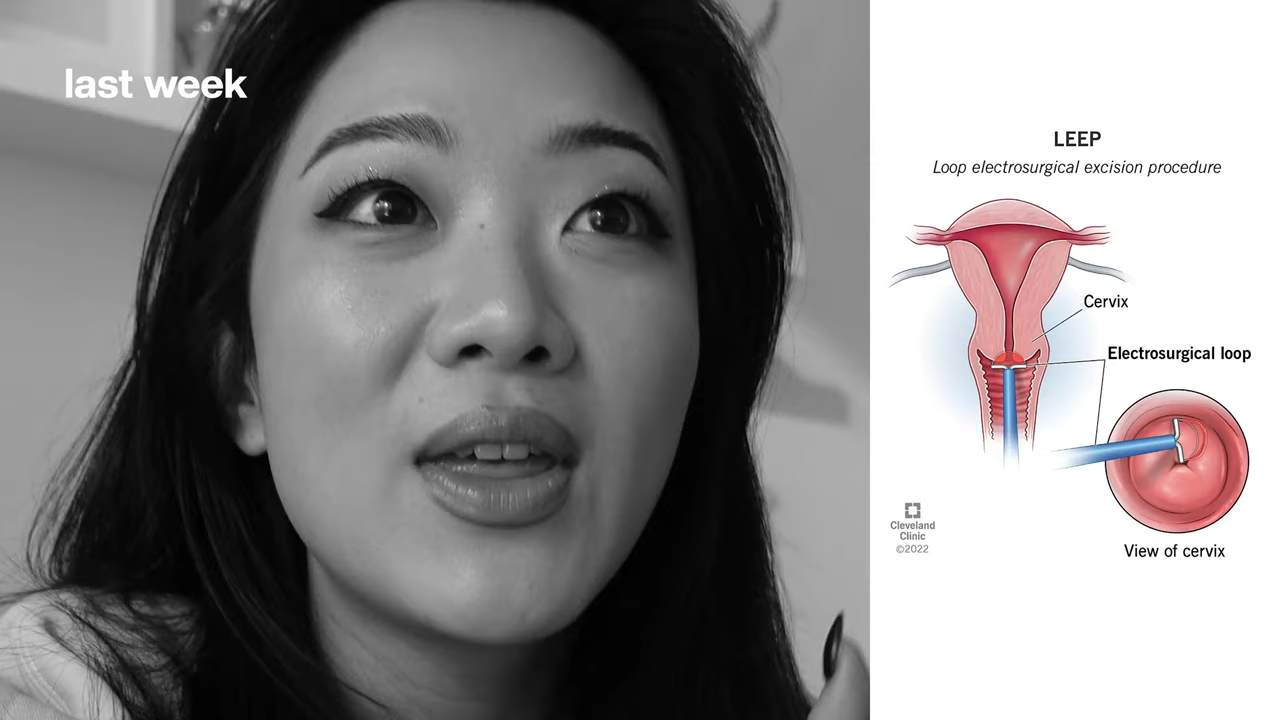 last week
LEEP
Loop electrosurgical excision procedure
Cervix
Electrosurgical loop
Cleveland
Clinic
©2022
View of cervix